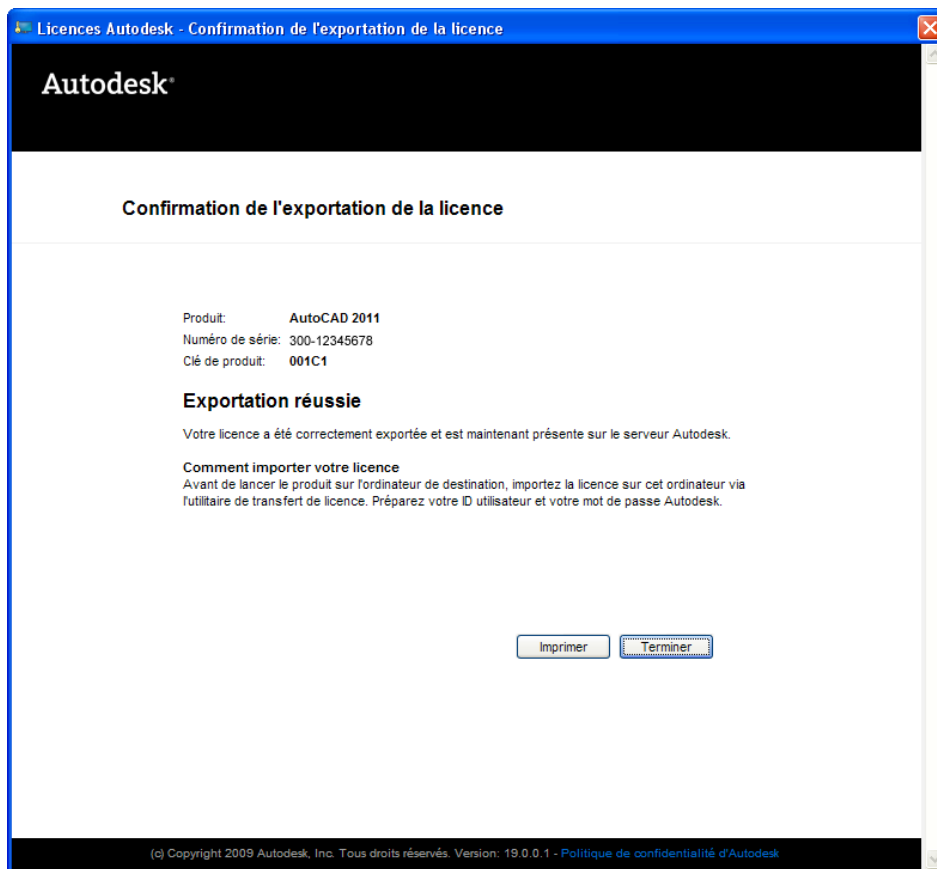 Licences Autodesk - Confirmation de l'exportation de la licence
Autodesk®
Confirmation de l'exportation de la licence
Produit: AutoCAD 2011
Numéro de série: 300-12345678
Clé de produit: 001C1
Exportation réussie
Votre licence a été correctement exportée et est maintenant présente sur le serveur Autodesk.
Comment importer votre licence
Avant de lancer le produit sur l'ordinateur de destination, importez la licence sur cet ordinateur via
l'utilitaire de transfert de licence. Préparez votre ID utilisateur et votre mot de passe Autodesk.
Imprimer Terminer
(c) Copyright 2009 Autodesk, Inc. Tous droits réservés. Version: 19.0.0.1 - Politique de confidentialité d'Autodesk